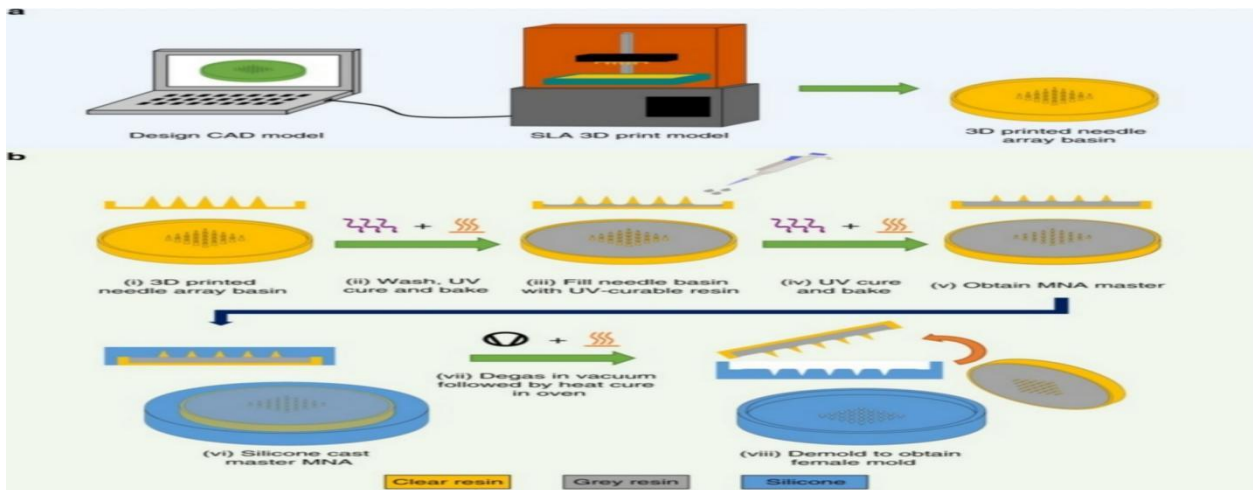 a
Design CAD model
SLA 3D print model
3D printed needle
array basin
b
+
+
(i) 3D printed
needle array basin
(ii) Wash, UV
cure and bake
(iii) Fill needle basin
with UV-curable resin
(iv) UV cure
and bake
(v) Obtain MNA master
+
(vii) Degas in vacuum
followed by heat cure
in oven
(vi) Silicone cast
master MNA
(viii) Demold to obtain
female mold
Clear resin
Grey resin
Silicone